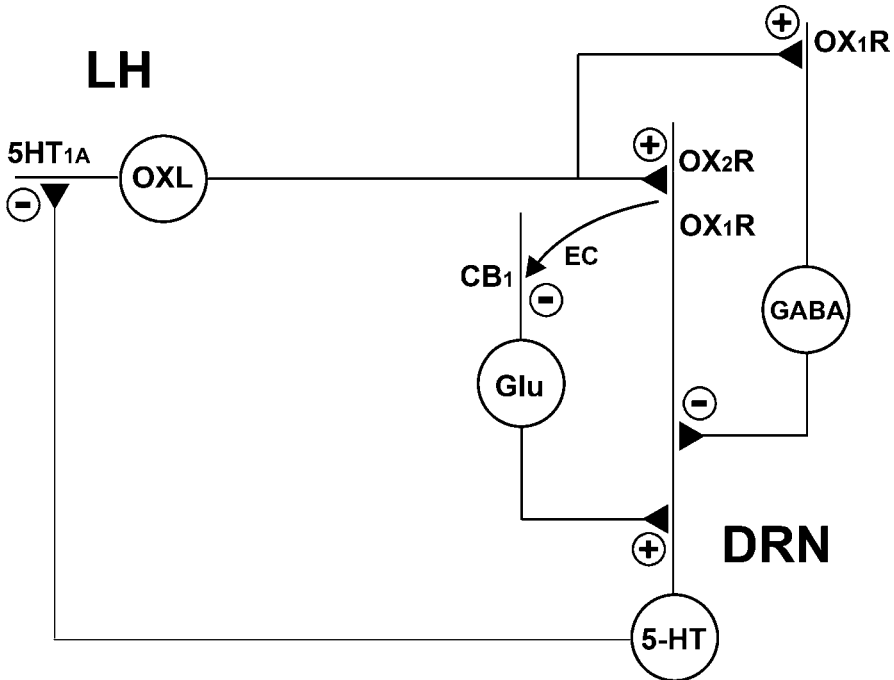 LH
OX₁R
5HT₁A
OXL
OX₂R
OX₁R
EC
CB₁
GABA
Glu
DRN
5-HT